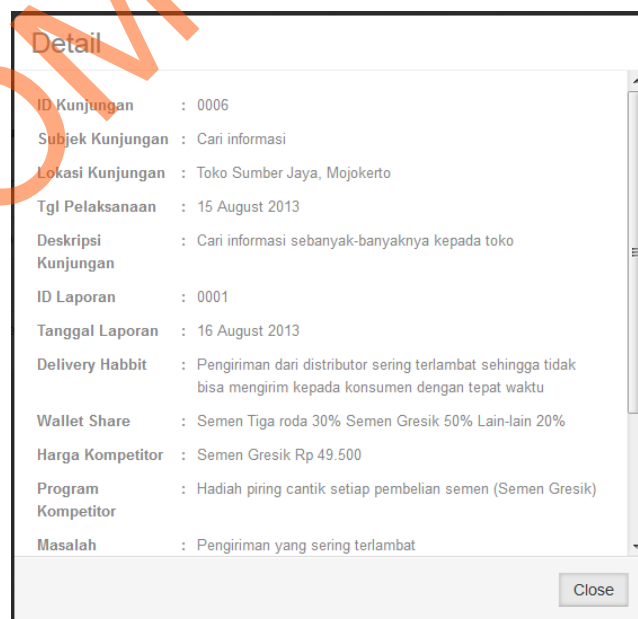 Detail
ID Kunjungan : 0006
Subjek Kunjungan : Cari informasi
Lokasi Kunjungan : Toko Sumber Jaya, Mojokerto
Tgl Pelaksanaan : 15 August 2013
Deskripsi Kunjungan : Cari informasi sebanyak-banyaknya kepada toko
ID Laporan : 0001
Tanggal Laporan : 16 August 2013
Delivery Habbit : Pengiriman dari distributor sering terlambat sehingga tidak
bisa mengirim kepada konsumen dengan tepat waktu
Wallet Share : Semen Tiga roda 30% Semen Gresik 50% Lain-lain 20%
Harga Kompetitor : Semen Gresik Rp 49.500
Program Kompetitor : Hadiah piring cantik setiap pembelian semen (Semen Gresik)
Masalah : Pengiriman yang sering terlambat
Close